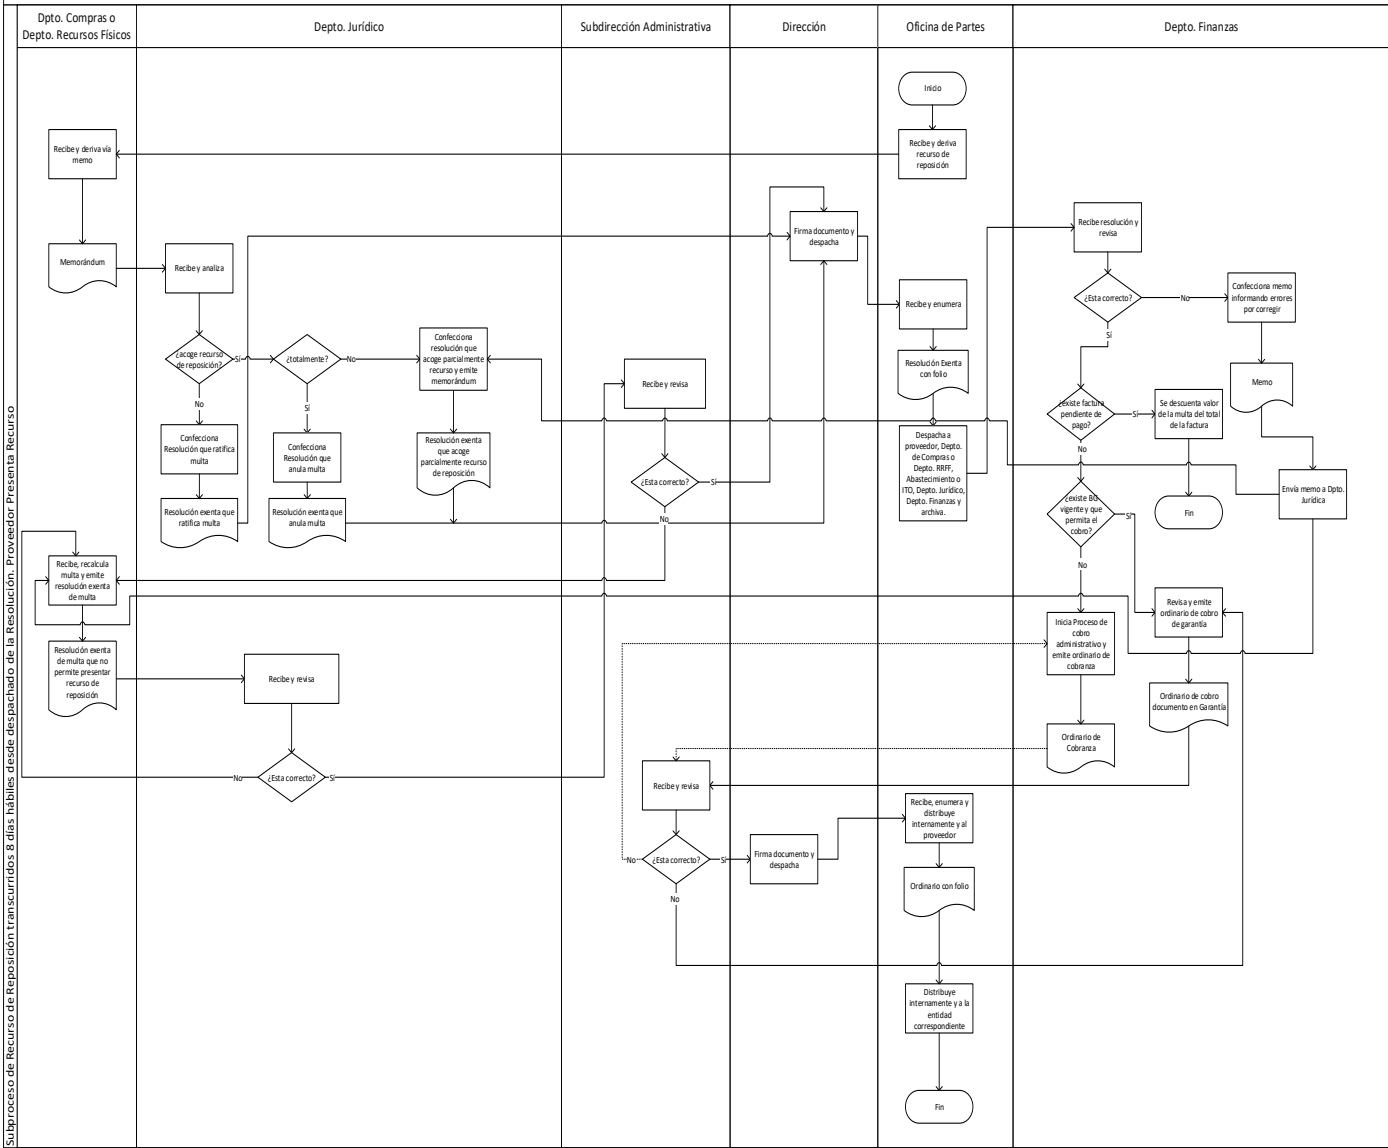 Subproceso de Recurso de Reposición transcurridos 8 días hábiles desde despachado de la Resolución. Proveedor Presenta Recurso
Dpto. Compras o
Depto. Recursos Físicos
Depto. Jurídico
Subdirección Administrativa
Dirección
Oficina de Partes
Depto. Finanzas
Inicio
Recibe y deriva vía
memo
Recibe y deriva
recurso de
reposición
Memorándum
Recibe y analiza
Firma documento y
despacha
Recibe resolución y
revisa
Recibe y enumera
¿Esta correcto?
No
Confecciona memo
informando errores
por corregir
Sí
¿acoge recurso
de reposición?
Sí
¿totalmente?
No
Confecciona
resolución que
acoge parcialmente
recurso y emite
memorándum
Recibe y revisa
Resolución Exenta
con folio
Memo
No
Sí
¿existe factura
pendiente de
pago?
Sí
Se descuenta valor
de la multa del total
de la factura
Confecciona
Resolución que ratifica
multa
Confecciona
Resolución que
anula multa
Resolución exenta
que acoge
parcialmente recurso
de reposición
¿Esta correcto?
Sí
Despacha a
proveedor, Depto.
de Compras o
Depto. RRFF,
Abastecimiento o
ITO, Depto. Jurídico,
Depto. Finanzas y
archiva.
No
Envía memo a Dpto.
Jurídica
Resolución exenta que
ratifica multa
Resolución exenta
que anula multa
No
¿existe BG
vigente y que
permita el
cobro?
Sí
Fin
Recibe, recalcula
multa y emite
resolución exenta
de multa
No
Revisa y emite
ordinario de cobro
de garantía
Inicia Proceso de
cobro
administrativo y
emite ordinario de
cobranza
Resolución exenta
de multa que no
permite presentar
recurso de
reposición
Recibe y revisa
Ordinario de cobro
documento en Garantía
Ordinario de
Cobranza
No
¿Esta correcto?
Sí
Recibe y revisa
Recibe, enumera y
distribuye
internamente y al
proveedor
No
¿Esta correcto?
Sí
Firma documento y
despacha
No
Ordinario con folio
Distribuye
internamente y a la
entidad
correspondiente
Fin